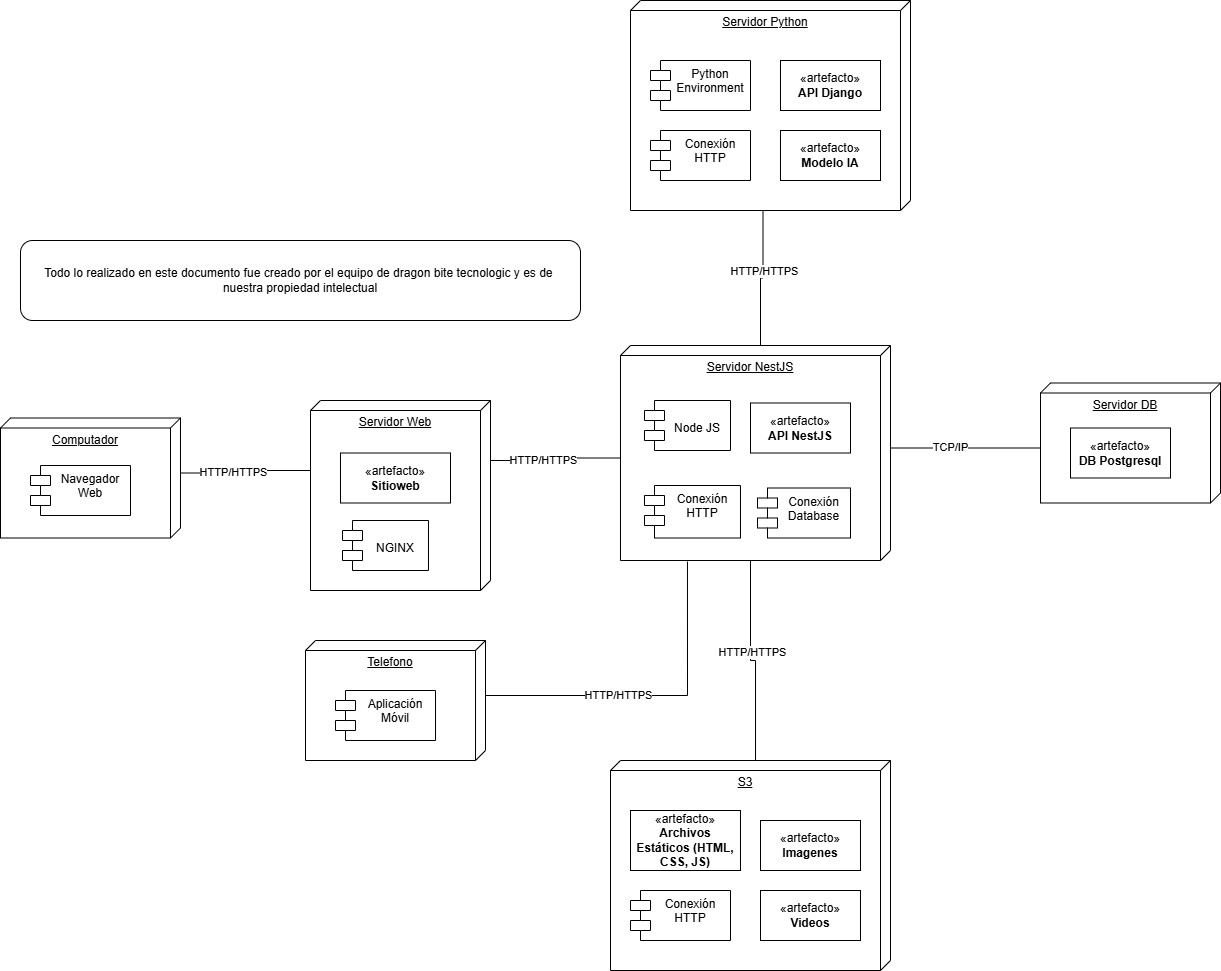 Servidor Python
Python
Environment
«artefacto»
API Django
Conexión
HTTP
«artefacto»
Modelo IA
HTTP/HTTPS
Todo lo realizado en este documento fue creado por el equipo de dragon bite tecnologic y es de
nuestra propiedad intelectual
Computador
Navegador
Web
HTTP/HTTPS
Servidor Web
«artefacto»
Sitioweb
NGINX
HTTP/HTTPS
Servidor NestJS
Node JS
«artefacto»
API NestJS
Conexión
HTTP
Conexión
Database
TCP/IP
Servidor DB
«artefacto»
DB Postgresql
Telefono
Aplicación
Móvil
HTTP/HTTPS
HTTP/HTTPS
S3
«artefacto»
Archivos
Estáticos (HTML,
CSS, JS)
«artefacto»
Imagenes
Conexión
HTTP
«artefacto»
Videos